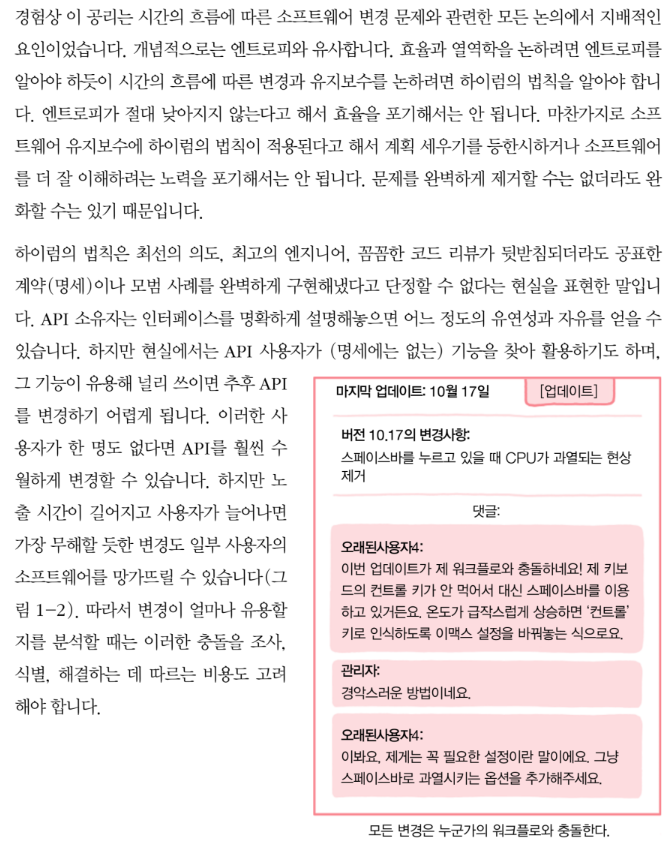 경험상 이 공리는 시간의 흐름에 따른 소프트웨어 변경 문제와 관련한 모든 논의에서 지배적인
요인이었습니다. 개념적으로는 엔트로피와 유사합니다. 효율과 열역학을 논하려면 엔트로피를
알아야 하듯이 시간의 흐름에 따른 변경과 유지보수를 논하려면 하이럼의 법칙을 알아야 합니
다. 엔트로피가 절대 낮아지지 않는다고 해서 효율을 포기해서는 안 됩니다. 마찬가지로 소프
트웨어 유지보수에 하이럼의 법칙이 적용된다고 해서 계획 세우기를 등한시하거나 소프트웨어
를 더 잘 이해하려는 노력을 포기해서는 안 됩니다. 문제를 완벽하게 제거할 수는 없더라도 완
화할 수는 있기 때문입니다.
하이럼의 법칙은 최선의 의도, 최고의 엔지니어, 꼼꼼한 코드 리뷰가 뒷받침되더라도 공표한
계약(명세)이나 모범 사례를 완벽하게 구현해냈다고 단정할 수 없다는 현실을 표현한 말입니
다. API 소유자는 인터페이스를 명확하게 설명해놓으면 어느 정도의 유연성과 자유를 얻을 수
있습니다. 하지만 현실에서는 API 사용자가 (명세에는 없는) 기능을 찾아 활용하기도 하며,
그 기능이 유용해 널리 쓰이면 추후 API
를 변경하기 어렵게 됩니다. 이러한 사
용자가 한 명도 없다면 API를 훨씬 수
월하게 변경할 수 있습니다. 하지만 노
출 시간이 길어지고 사용자가 늘어나면
가장 무해할 듯한 변경도 일부 사용자의
소프트웨어를 망가뜨릴 수 있습니다(그
림 1-2). 따라서 변경이 얼마나 유용할
지를 분석할 때는 이러한 충돌을 조사,
식별, 해결하는 데 따르는 비용도 고려
해야 합니다.
마지막 업데이트: 10월 17일 [업데이트]
버전 10.17의 변경사항:
스페이스바를 누르고 있을 때 CPU가 과열되는 현상
제거
댓글:
오래된사용자4:
이번 업데이트가 제 워크플로와 충돌하네요! 제 키보
드의 컨트롤 키가 안 먹어서 대신 스페이스바를 이용
하고 있거든요. 온도가 급작스럽게 상승하면 ‘컨트롤’
키로 인식하도록 이맥스 설정을 바꿔놓는 식으로요.
관리자:
경악스러운 방법이네요.
오래된사용자4:
이봐요, 제게는 꼭 필요한 설정이란 말이에요. 그냥
스페이스바로 과열시키는 옵션을 추가해주세요.
모든 변경은 누군가의 워크플로와 충돌한다.